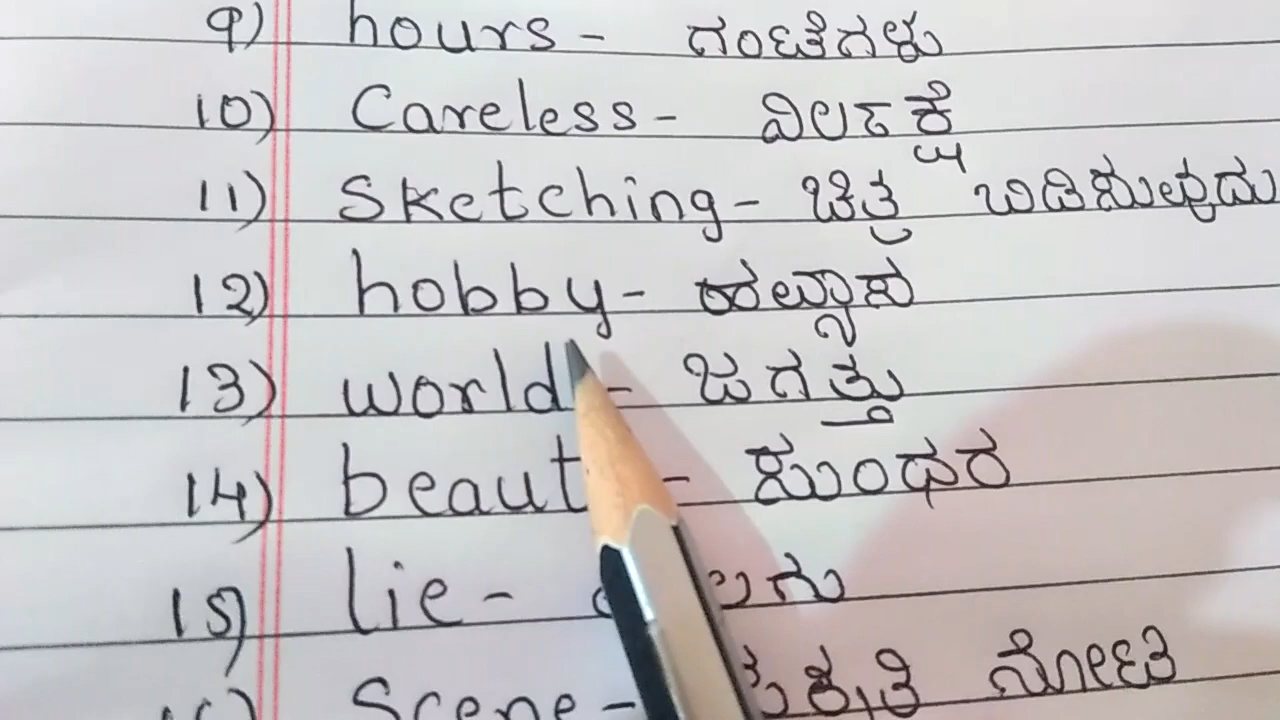 9) hours - ಗಂಟೆಗಳು
10) Careless - ನಿರ್ಲಕ್ಷ್ಯ
11) Sketching - ಚಿತ್ರ ಬಿಡಿಸುವುದು
12) hobby - ಹವ್ಯಾಸ
13) world - ಜಗತ್ತು
14) beaut - ಸುಂದರ
15) lie -
Scene - ನೋಟ